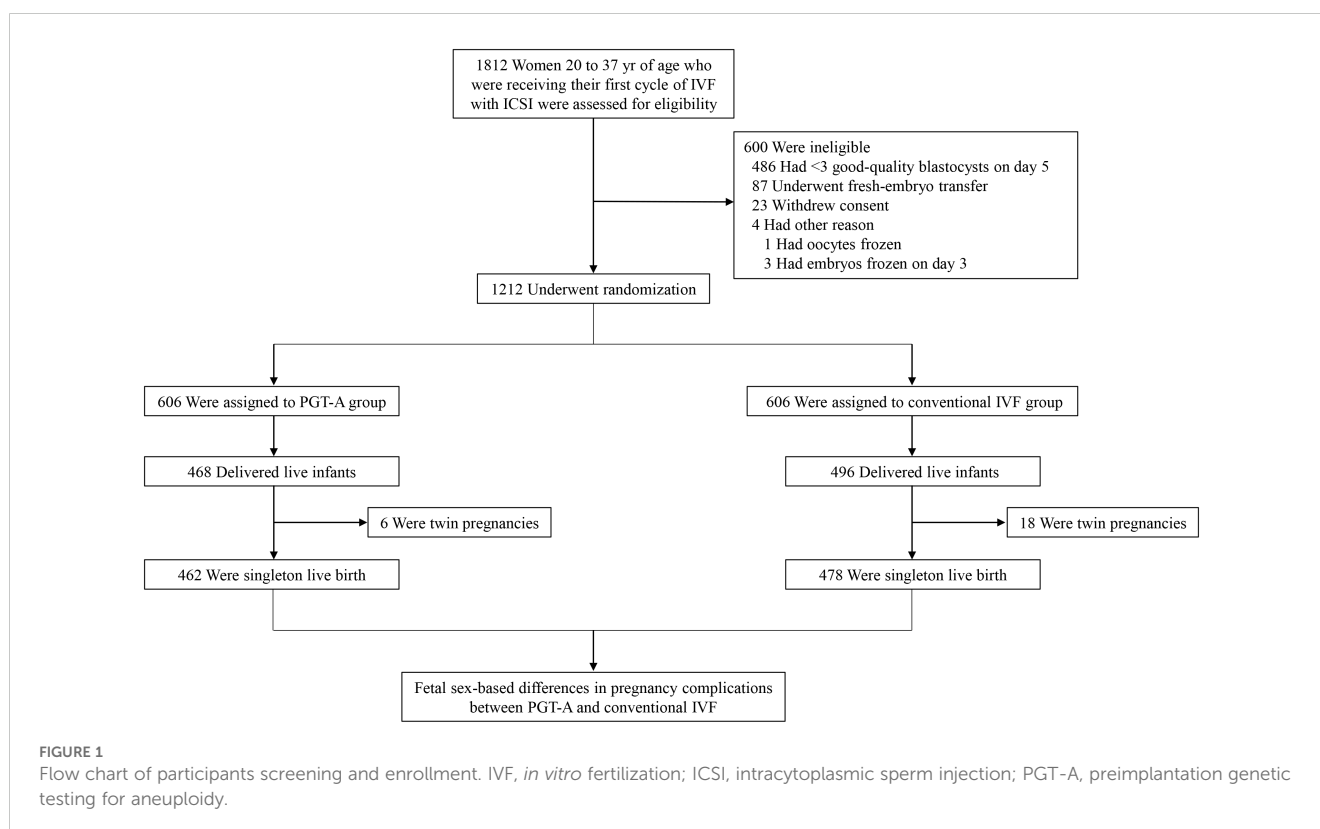 1812 Women 20 to 37 yr of age who
were receiving their first cycle of IVF
with ICSI were assessed for eligibility
600 Were ineligible
486 Had <3 good-quality blastocysts on day 5
87 Underwent fresh-embryo transfer
23 Withdrew consent
4 Had other reason
1 Had oocytes frozen
3 Had embryos frozen on day 3
1212 Underwent randomization
606 Were assigned to PGT-A group
606 Were assigned to conventional IVF group
468 Delivered live infants
496 Delivered live infants
6 Were twin pregnancies
18 Were twin pregnancies
462 Were singleton live birth
478 Were singleton live birth
Fetal sex-based differences in pregnancy complications
between PGT-A and conventional IVF
FIGURE 1
Flow chart of participants screening and enrollment. IVF, in vitro fertilization; ICSI, intracytoplasmic sperm injection; PGT-A, preimplantation genetic
testing for aneuploidy.